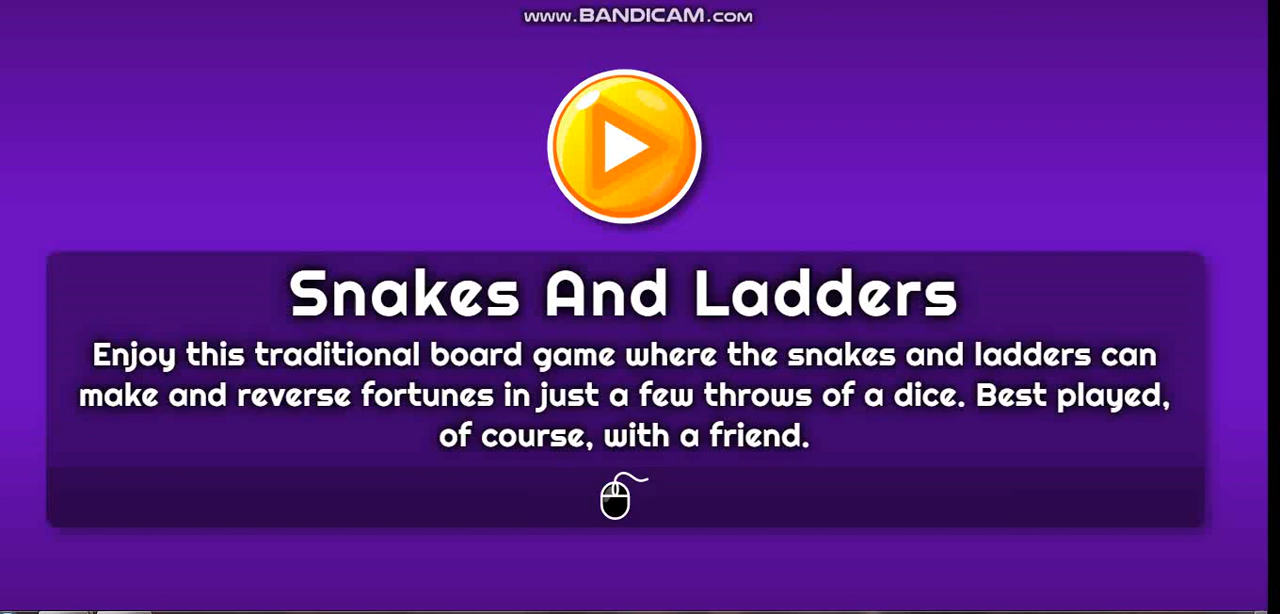 www.BANDICAM.com
Snakes And Ladders
Enjoy this traditional board game where the snakes and ladders can
make and reverse fortunes in just a few throws of a dice. Best played,
of course, with a friend.